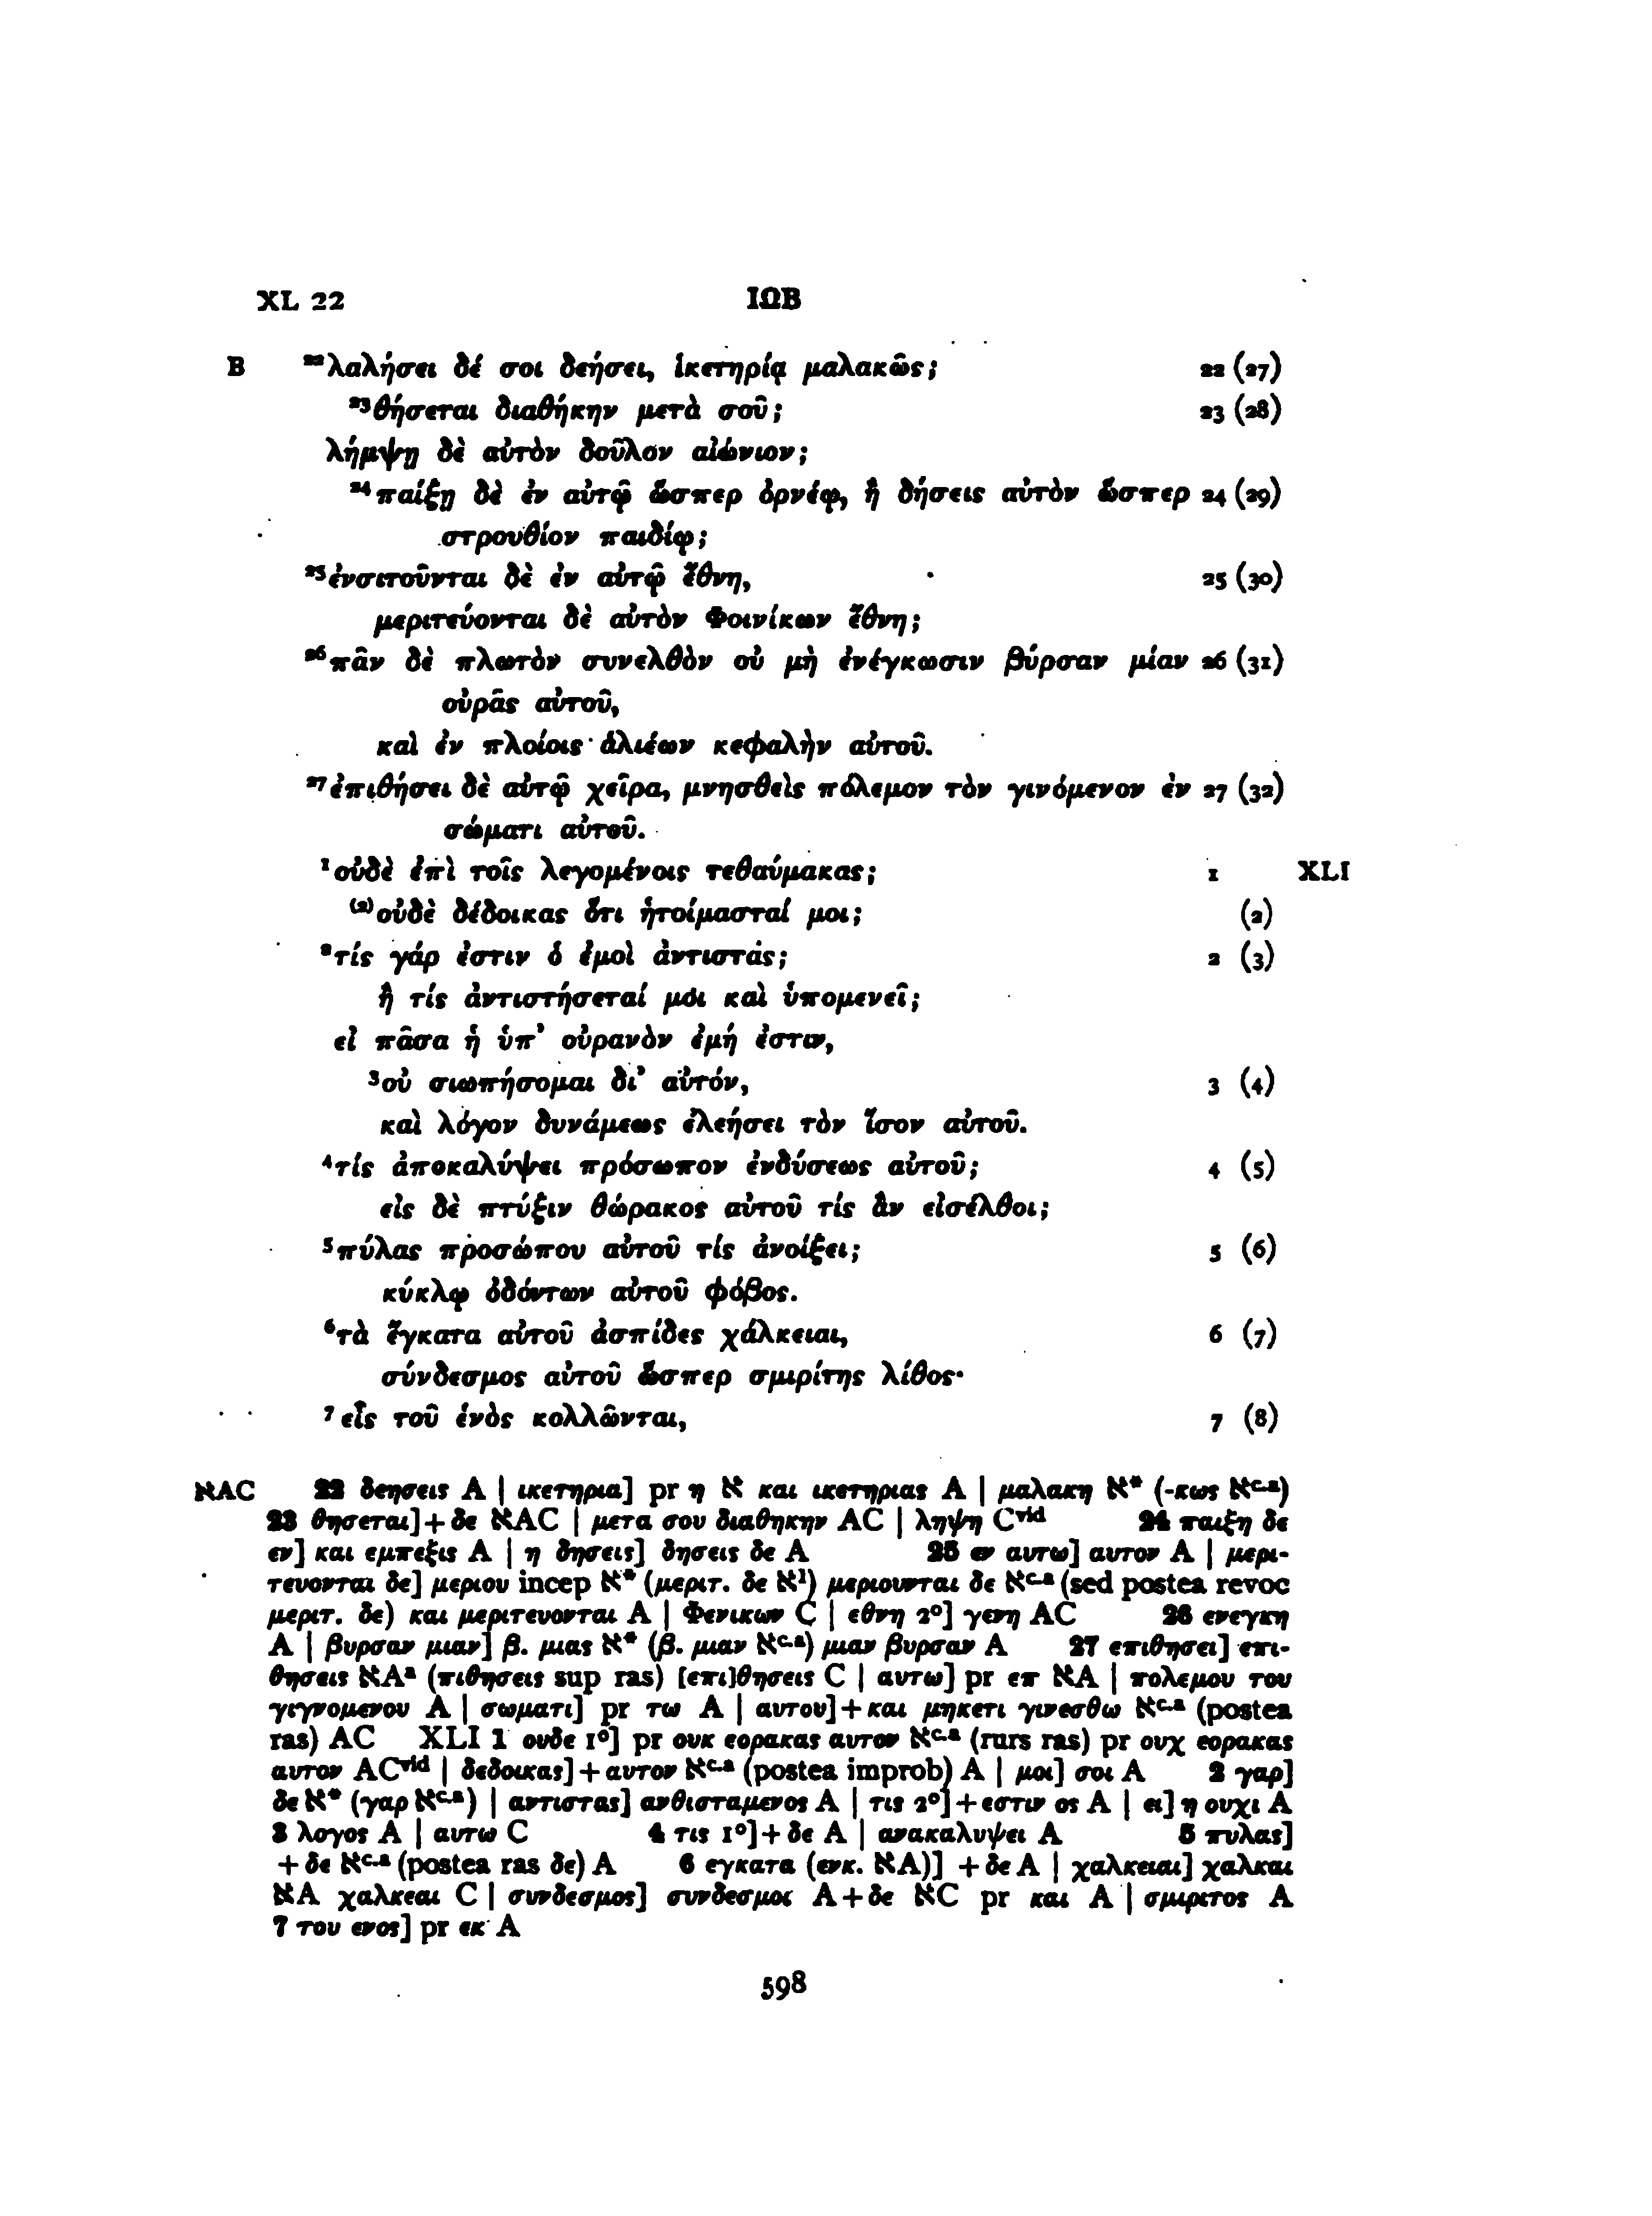 XL 22 ΙΩΒ
B ²²λαλήσει δέ σοι δεήσει, ἱκετηρίᾳ μαλακῶς; 22 (27)
²³θήσεται διαθήκην μετὰ σοῦ; 23 (28)
λήμψῃ δὲ αὐτὸν δοῦλον αἰώνιον;
²⁴παίξῃ δὲ ἐν αὐτῷ ὥσπερ ὀρνέῳ, ἢ δήσεις αὐτὸν ὥσπερ 24 (29)
στρουθίον παιδίῳ;
²⁵ἐνσιτοῦνται δὲ ἐν αὐτῷ ἔθνη, 25 (30)
μεριτεύονται δὲ αὐτὸν Φοινίκων ἔθνη;
²⁶πᾶν δὲ πλωτὸν συνελθὸν οὐ μὴ ἐνέγκωσιν βύρσαν μίαν 26 (31)
οὐρᾶς αὐτοῦ,
καὶ ἐν πλοίοις ἁλιέων κεφαλὴν αὐτοῦ.
²⁷ἐπιθήσει δὲ αὐτῷ χεῖρα, μνησθεὶς πόλεμον τὸν γινόμενον ἐν 27 (32)
σώματι αὐτοῦ.
¹οὐδὲ ἐπὶ τοῖς λεγομένοις τεθαύμακας; 1 XLI
⁽²⁾οὐδὲ δέδοικας ὅτι ἡτοίμασταί μοι; (2)
²τίς γάρ ἐστιν ὁ ἐμοὶ ἀντιστάς; 2 (3)
ἢ τίς ἀντιστήσεταί μοι καὶ ὑπομενεῖ;
εἰ πᾶσα ἡ ὑπ’ οὐρανὸν ἐμή ἐστιν,
³οὐ σιωπήσομαι δι’ αὐτόν, 3 (4)
καὶ λόγον δυνάμεως ἐλεήσει τὸν ἴσον αὐτοῦ.
⁴τίς ἀποκαλύψει πρόσωπον ἐνδύσεως αὐτοῦ; 4 (5)
εἰς δὲ πτύξιν θώρακος αὐτοῦ τίς ἂν εἰσέλθοι;
⁵πύλας προσώπου αὐτοῦ τίς ἀνοίξει; 5 (6)
κύκλῳ ὀδόντων αὐτοῦ φόβος.
⁶τὰ ἔγκατα αὐτοῦ ἀσπίδες χάλκειαι, 6 (7)
σύνδεσμος αὐτοῦ ὥσπερ σμιρίτης λίθος·
⁷εἷς τοῦ ἑνὸς κολλῶνται, 7 (8)
אAC 22 δεησεις A | ικετηρια] pr η א και ικετηριας A | μαλακη א* (-κως אᶜ·ᵃ)
23 θησεται]+δε אAC | μετα σου διαθηκην AC | ληψη Cᵛⁱᵈ 24 παιξη δε
εν] και εμπεξις A | η δησεις] δησεις δε A 25 εν αυτω] αυτον A | μερι-
τευονται δε] μεριου incep א* (μεριτ. δε א¹) μεριουνται δε אᶜ·ᵃ (sed postea revoc
μεριτ. δε) και μεριτευονται A | Φενικων C | εθνη 2°] γενη AC 26 ενεγκη
A | βυρσαν μιαν] β. μιας א* (β. μιαν אᶜ·ᵃ) μιαν βυρσαν A 27 επιθησει] επι-
θησεις אAᵃ (πιθησεις sup ras) [επι]θησεις C | αυτω] pr επ אA | πολεμου του
γιγνομενου A | σωματι] pr τω A | αυτου]+και μηκετι γινεσθω אᶜ·ᵃ (postea
ras) AC XLI 1 ουδε 1°] pr ουκ εορακας αυτον אᶜ·ᵃ (rurs ras) pr ουχ εορακας
αυτον ACᵛⁱᵈ | δεδοικας]+αυτον אᶜ·ᵃ (postea improb) A | μοι] σοι A 2 γαρ]
δε א* (γαρ אᶜ·ᵃ) | αντιστας] ανθισταμενος A | τις 2°]+εστιν ος A | ει] η ουχι A
3 λογος A | αυτω C 4 τις 1°]+δε A | ανακαλυψει A 5 πυλας]
+δε אᶜ·ᵃ (postea ras δε) A 6 εγκατα (ενκ. אA)] +δε A | χαλκειαι] χαλκαι
אA χαλκεαι C | συνδεσμος] συνδεσμοι A+δε אC pr και A | σμιριτος A
7 του ενος] pr εκ A
598